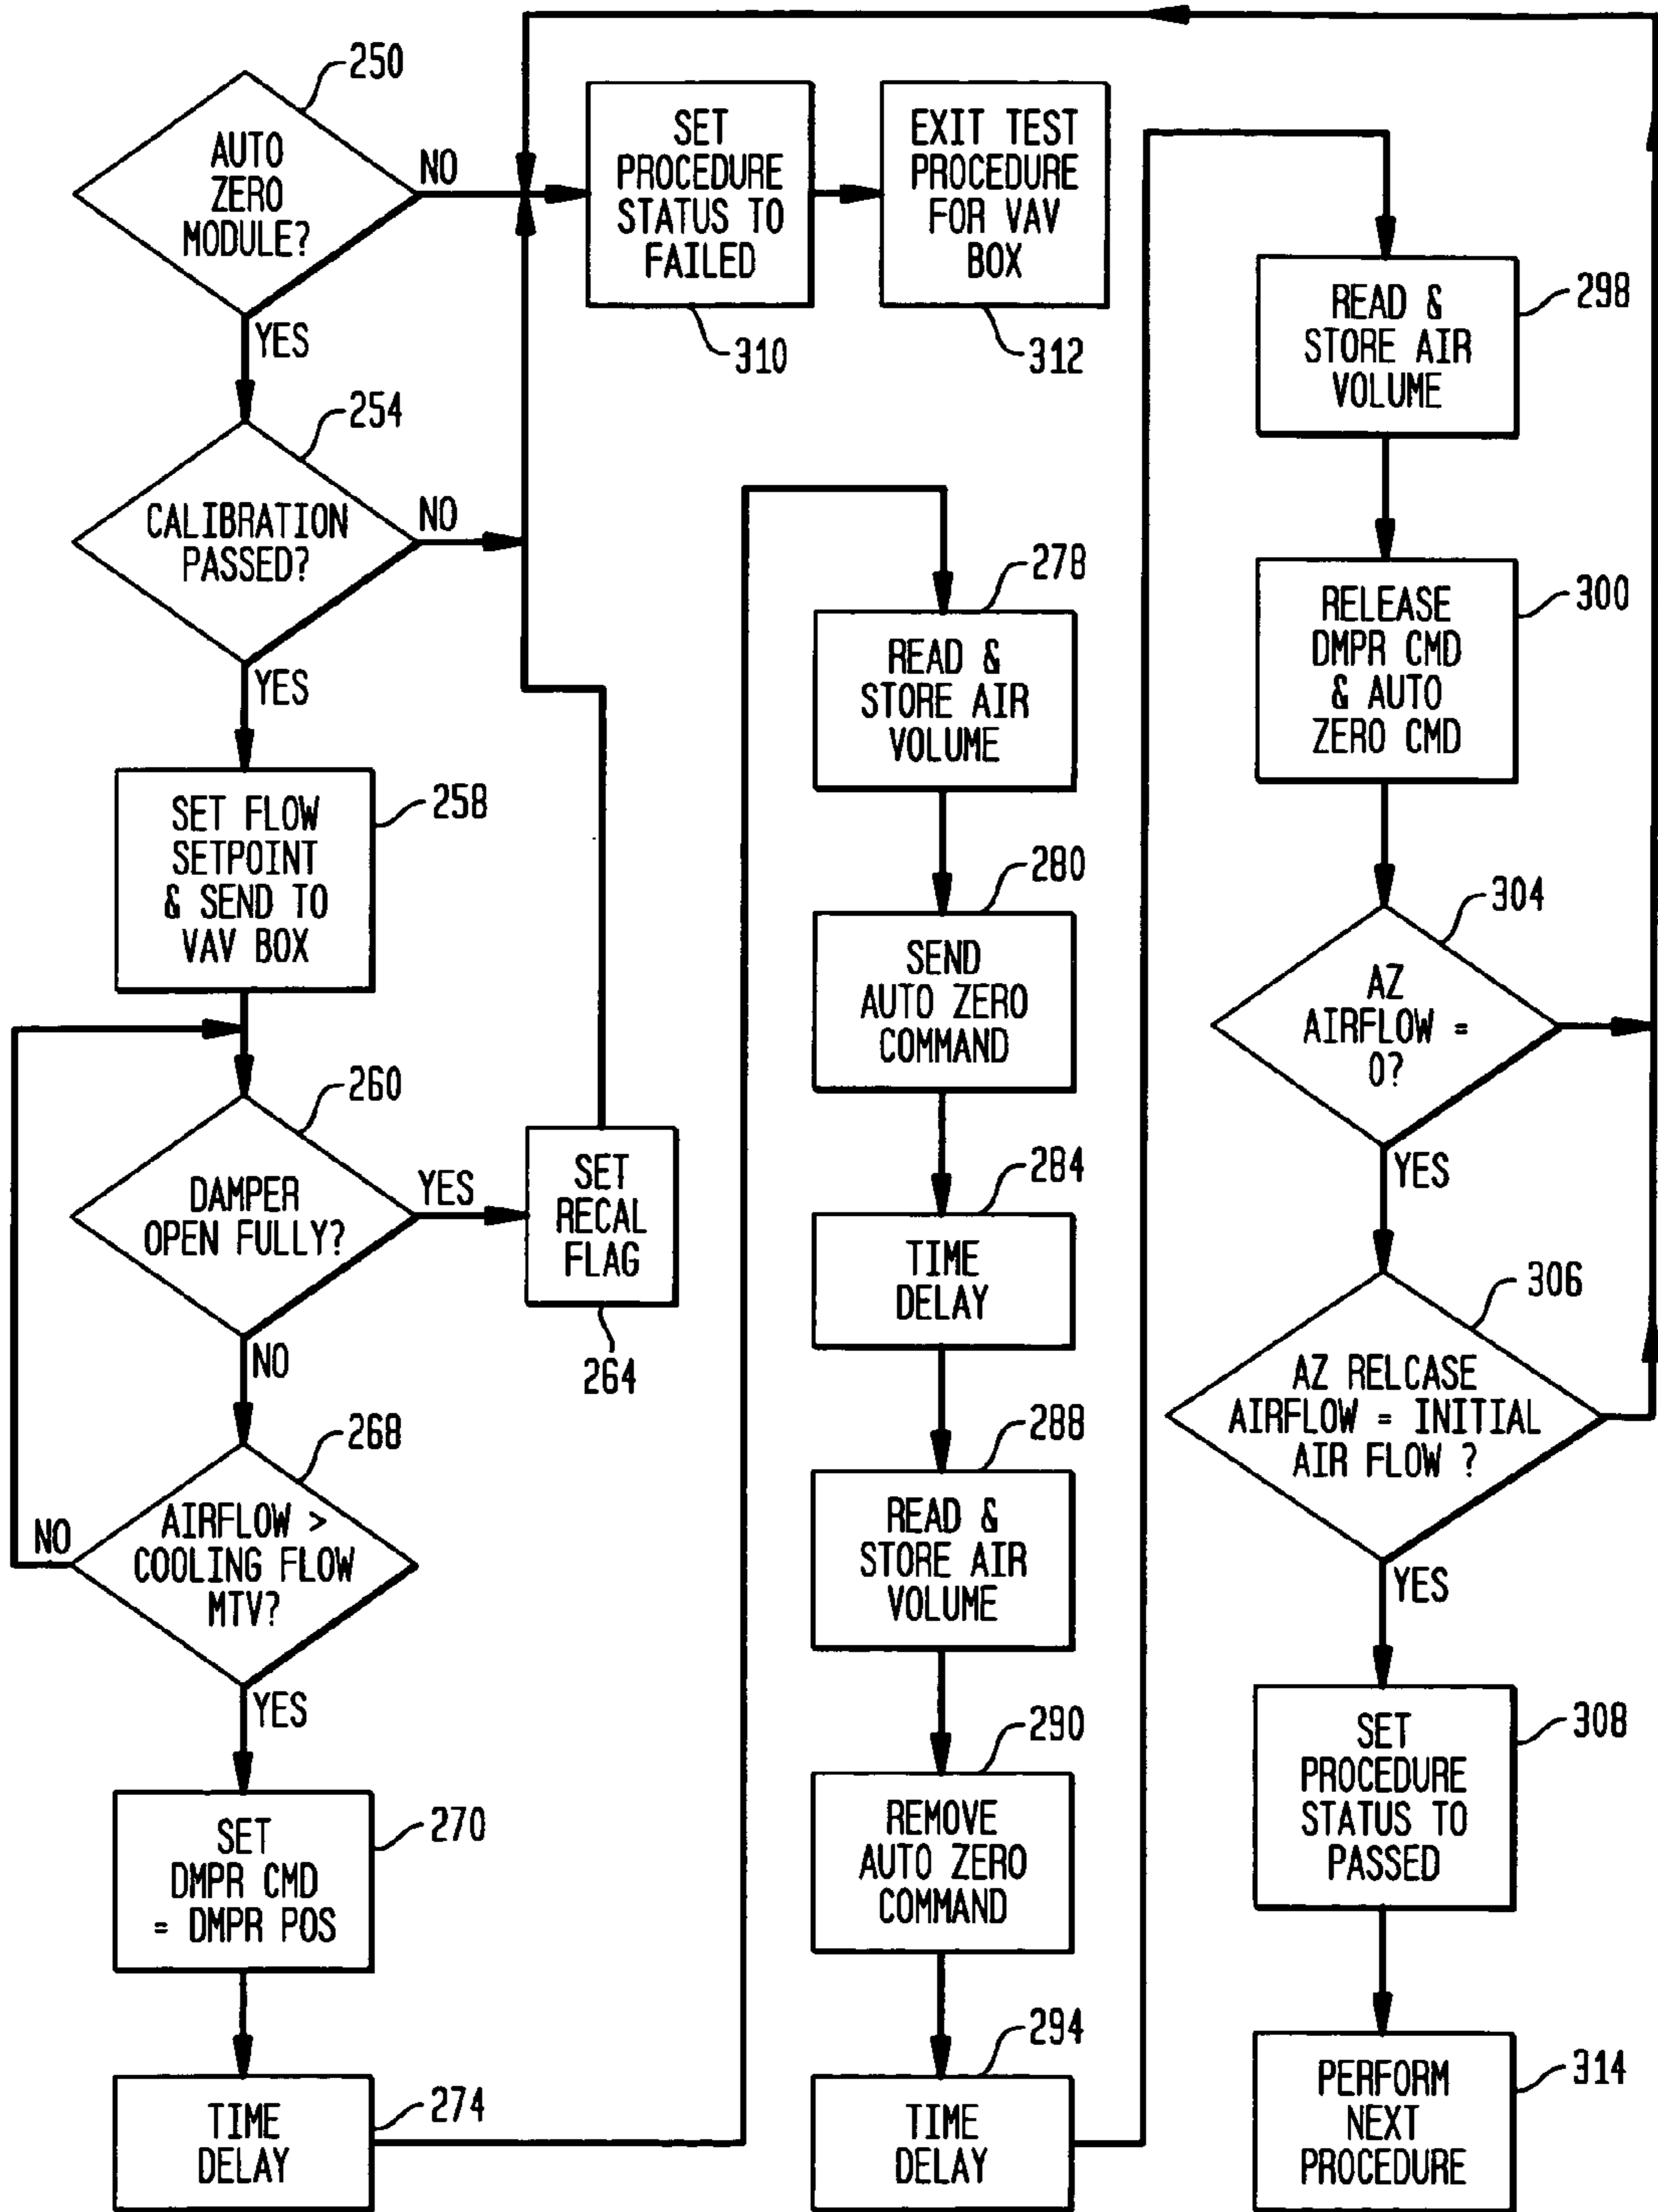 250
AUTO
ZERO
MODULE?
NO
YES
SET
PROCEDURE
STATUS TO
FAILED
310
EXIT TEST
PROCEDURE
FOR VAV
BOX
312
254
CALIBRATION
PASSED?
NO
YES
SET FLOW
SETPOINT
& SEND TO
VAV BOX
258
260
DAMPER
OPEN FULLY?
YES
NO
SET
RECAL
FLAG
264
268
AIRFLOW >
COOLING FLOW
MTV?
NO
YES
SET
DMPR CMD
= DMPR POS
270
TIME
DELAY
274
278
READ &
STORE AIR
VOLUME
280
SEND
AUTO ZERO
COMMAND
284
TIME
DELAY
288
READ &
STORE AIR
VOLUME
290
REMOVE
AUTO ZERO
COMMAND
294
TIME
DELAY
READ &
STORE AIR
VOLUME
298
RELEASE
DMPR CMD
& AUTO
ZERO CMD
300
304
AZ
AIRFLOW =
0?
YES
306
AZ RELCASE
AIRFLOW = INITIAL
AIR FLOW ?
YES
SET
PROCEDURE
STATUS TO
PASSED
308
PERFORM
NEXT
PROCEDURE
314